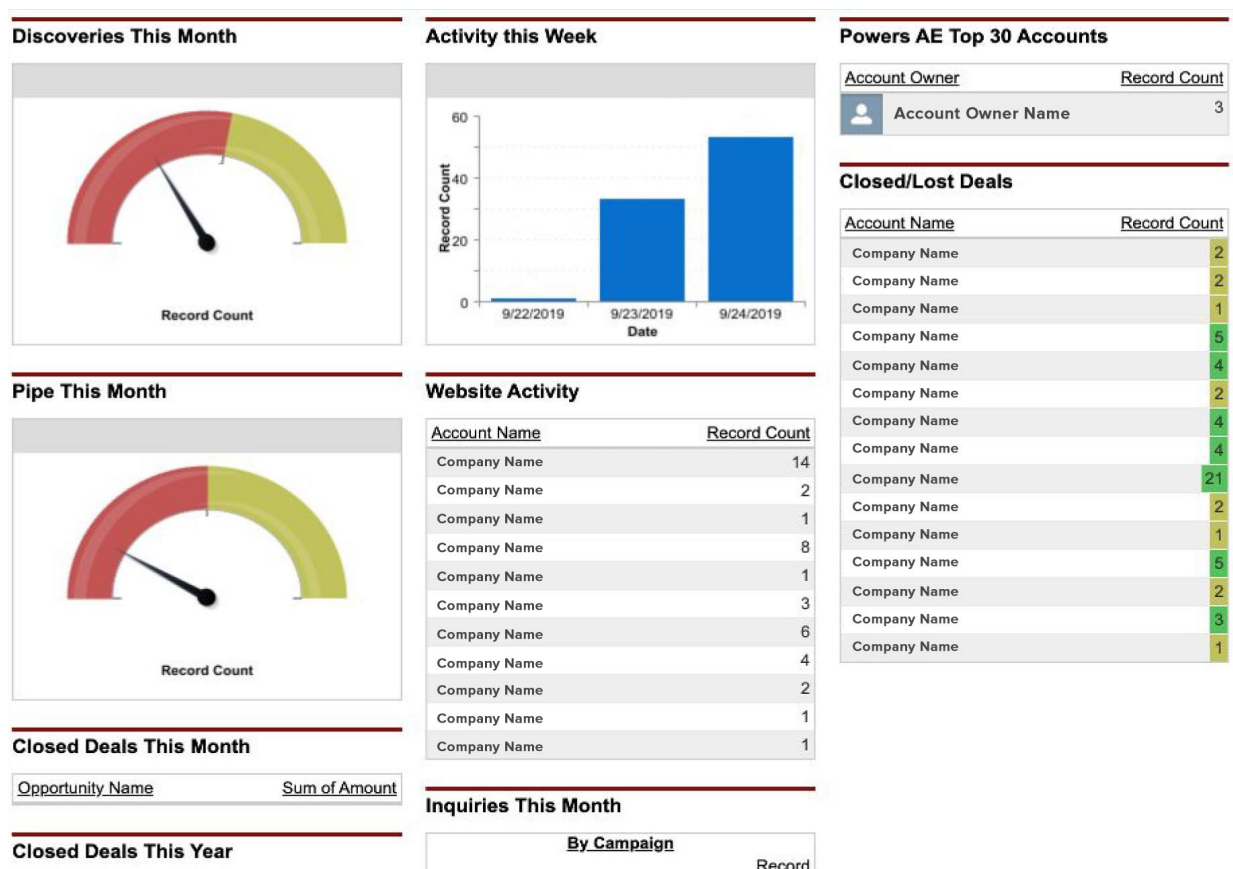 Discoveries This Month
Record Count
Pipe This Month
Record Count
Closed Deals This Month
Opportunity Name Sum of Amount
Closed Deals This Year
Activity this Week
Record Count
60
40
20
0
9/22/2019 9/23/2019 9/24/2019
Date
Website Activity
Account Name Record Count
Company Name 14
Company Name 2
Company Name 1
Company Name 8
Company Name 1
Company Name 3
Company Name 6
Company Name 4
Company Name 2
Company Name 1
Company Name 1
Inquiries This Month
By Campaign
Record
Powers AE Top 30 Accounts
Account Owner Record Count
Account Owner Name 3
Closed/Lost Deals
Account Name Record Count
Company Name 2
Company Name 2
Company Name 1
Company Name 5
Company Name 4
Company Name 2
Company Name 4
Company Name 4
Company Name 21
Company Name 2
Company Name 1
Company Name 5
Company Name 2
Company Name 3
Company Name 1